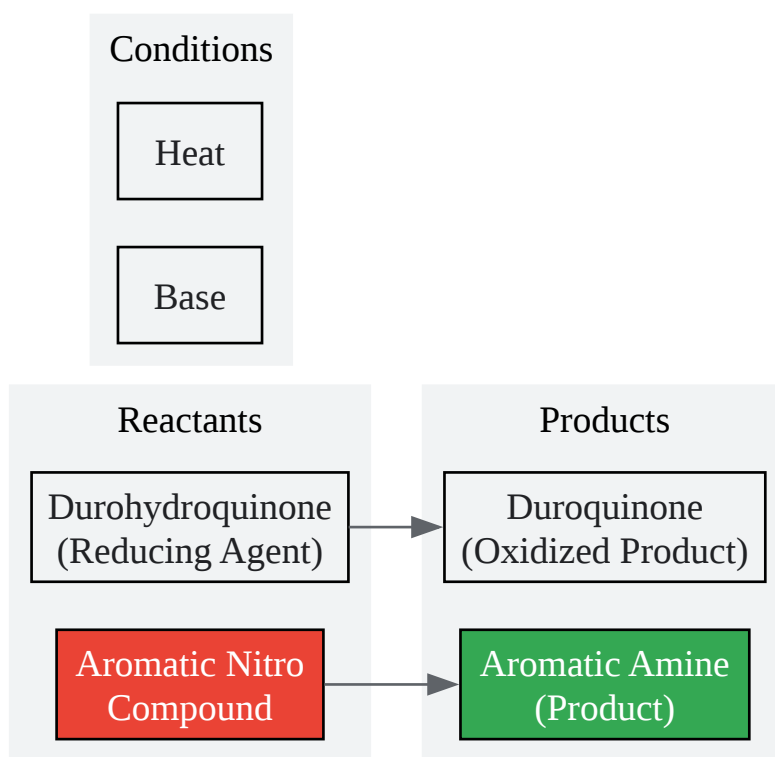 Conditions
Heat
Base
Reactants
Durohydroquinone
(Reducing Agent)
Aromatic Nitro
Compound
Products
Duroquinone
(Oxidized Product)
Aromatic Amine
(Product)